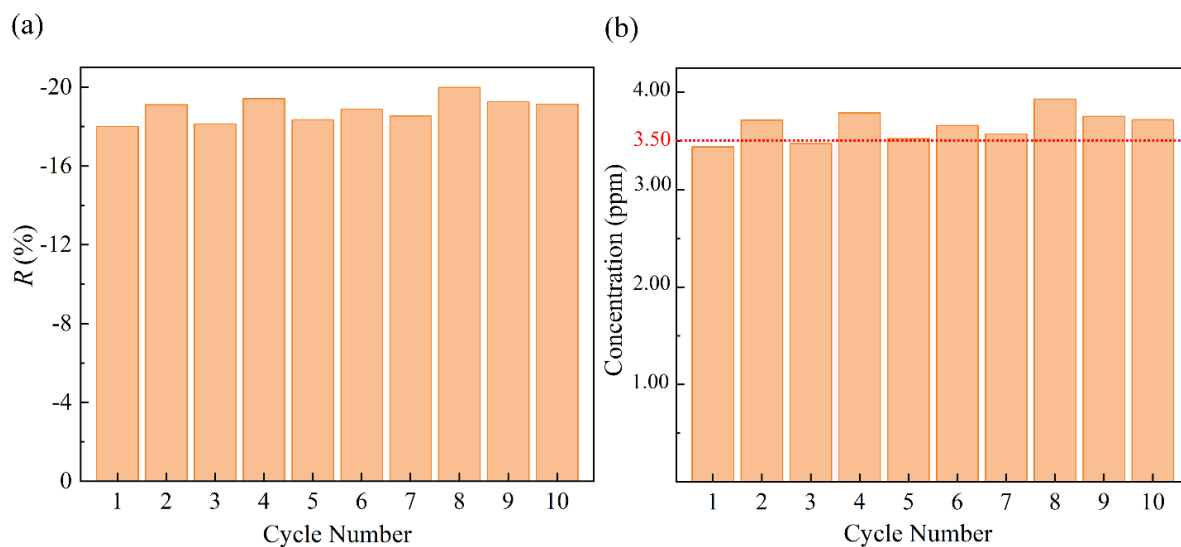 (a)
(b)
-20
-16
-12
-8
-4
0
R (%)
1 2 3 4 5 6 7 8 9 10
Cycle Number
4.00
3.50
3.00
2.00
1.00
Concentration (ppm)
1 2 3 4 5 6 7 8 9 10
Cycle Number